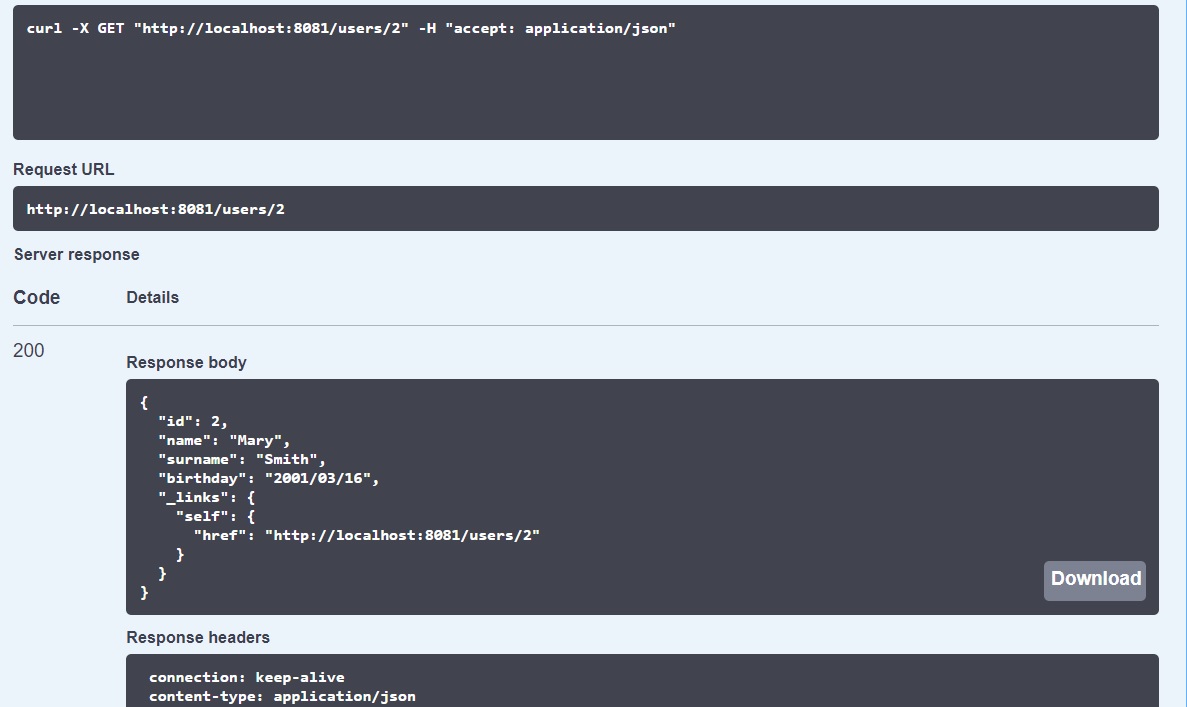 curl -X GET "http://localhost:8081/users/2" -H "accept: application/json"
Request URL
http://localhost:8081/users/2
Server response
Code Details
200
Response body
{
  "id": 2,
  "name": "Mary",
  "surname": "Smith",
  "birthday": "2001/03/16",
  "_links": {
    "self": {
      "href": "http://localhost:8081/users/2"
    }
  }
}
Download
Response headers
connection: keep-alive
content-type: application/json